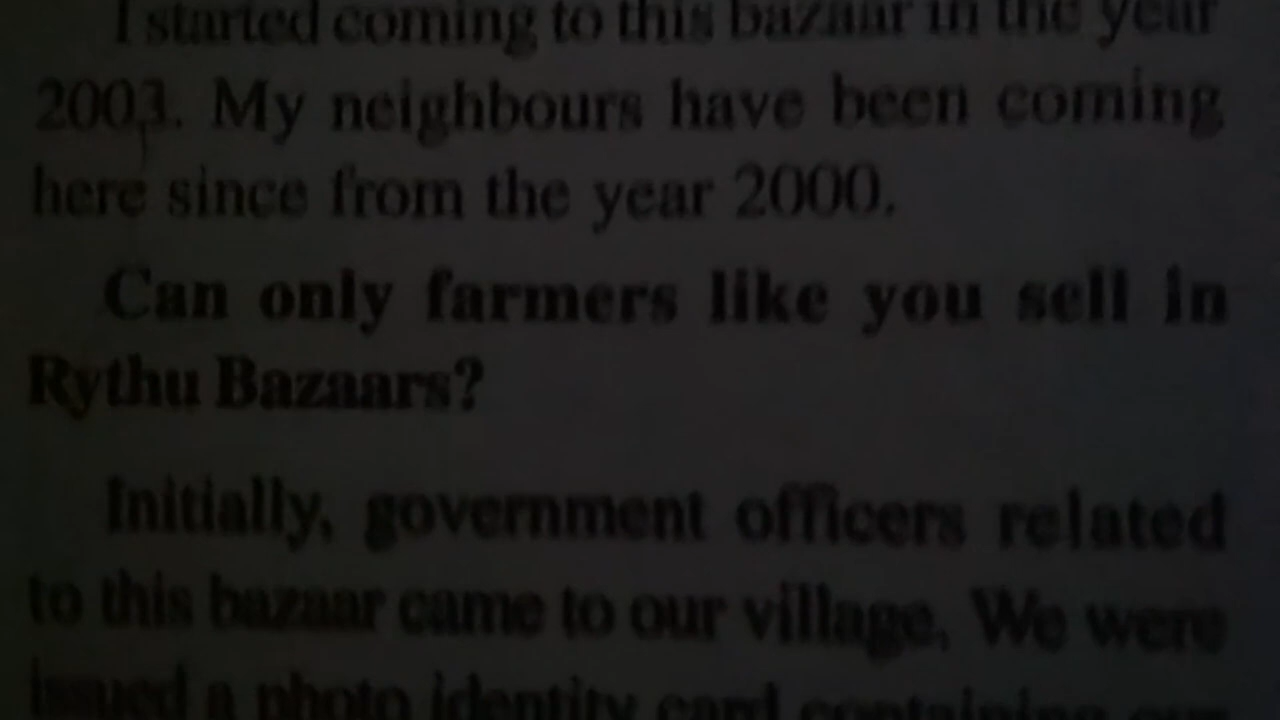 I started coming to this bazaar in the year
2003. My neighbours have been coming
here since from the year 2000.
Can only farmers like you sell in
Rythu Bazaars?
Initially, government officers related
to this bazaar came to our village. We were
issued a photo identity card containing our